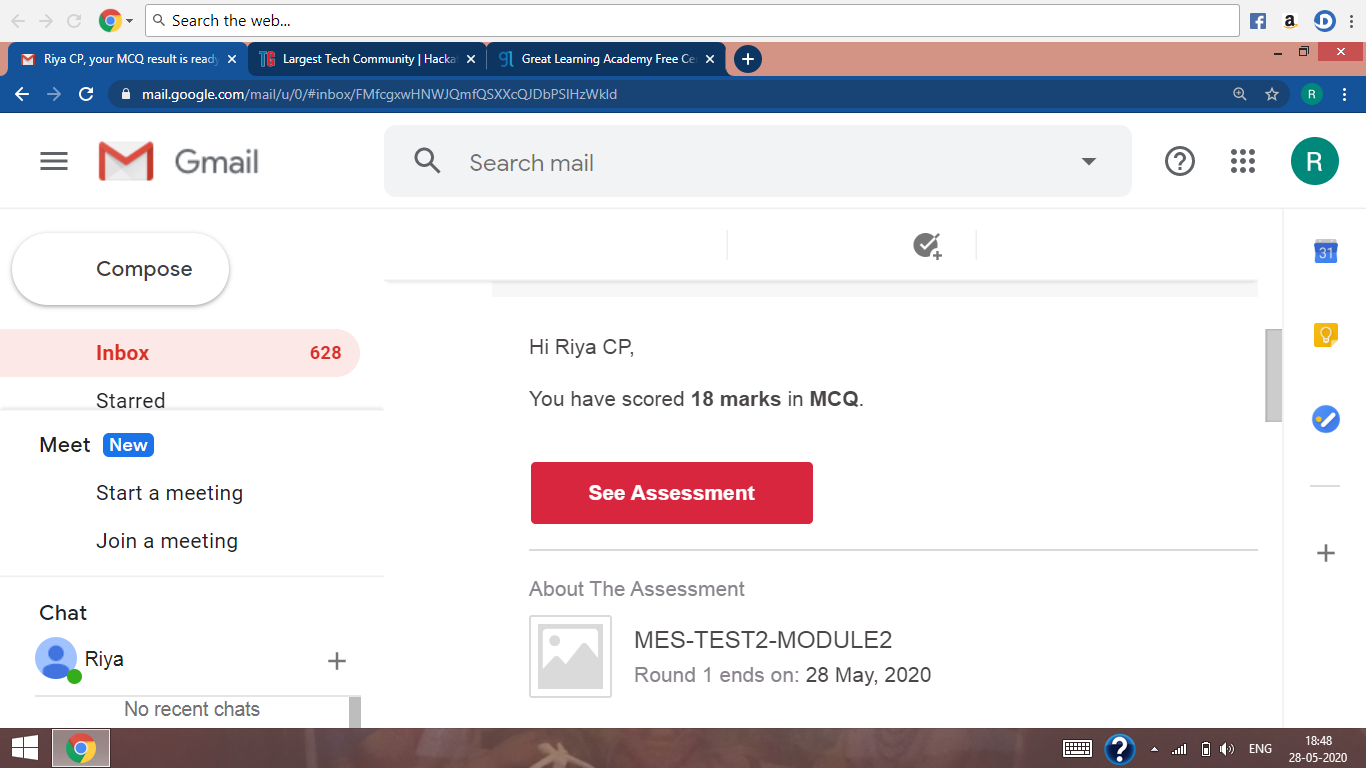 Search the web...
a
D
Riya CP, your MCQ result is ready
Largest Tech Community | Hacka
gl
Great Learning Academy Free Ce
mail.google.com/mail/u/0/#inbox/FMfcgxwHNWJQmfQSXXcQJDbPSlHzWkld
R
Gmail
Search mail
R
Compose
31
Hi Riya CP,
Inbox
628
You have scored 18 marks in MCQ.
Starred
Meet
New
Start a meeting
See Assessment
Join a meeting
About The Assessment
Chat
MES-TEST2-MODULE2
Riya
Round 1 ends on: 28 May, 2020
No recent chats
ENG
18:48
28-05-2020